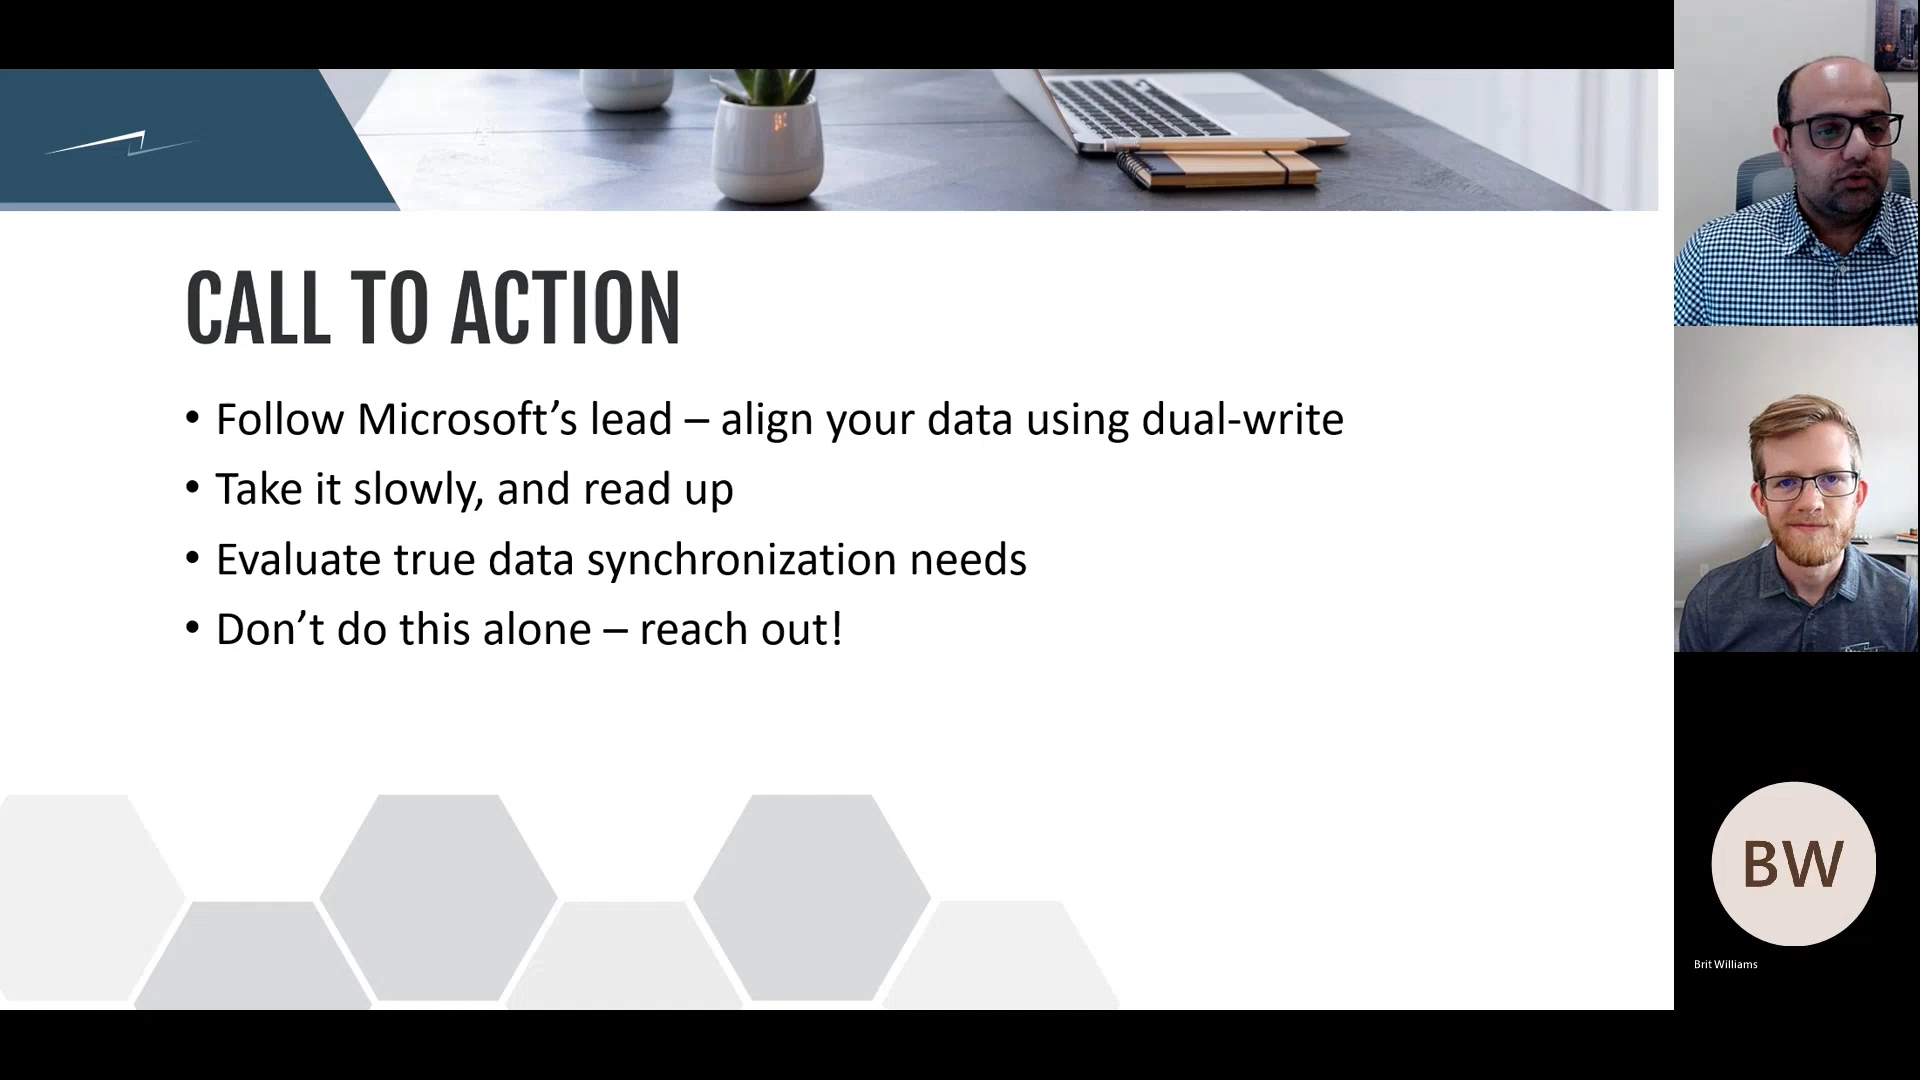 CALL TO ACTION
• Follow Microsoft’s lead – align your data using dual-write
• Take it slowly, and read up
• Evaluate true data synchronization needs
• Don’t do this alone – reach out!
BW
Brit Williams